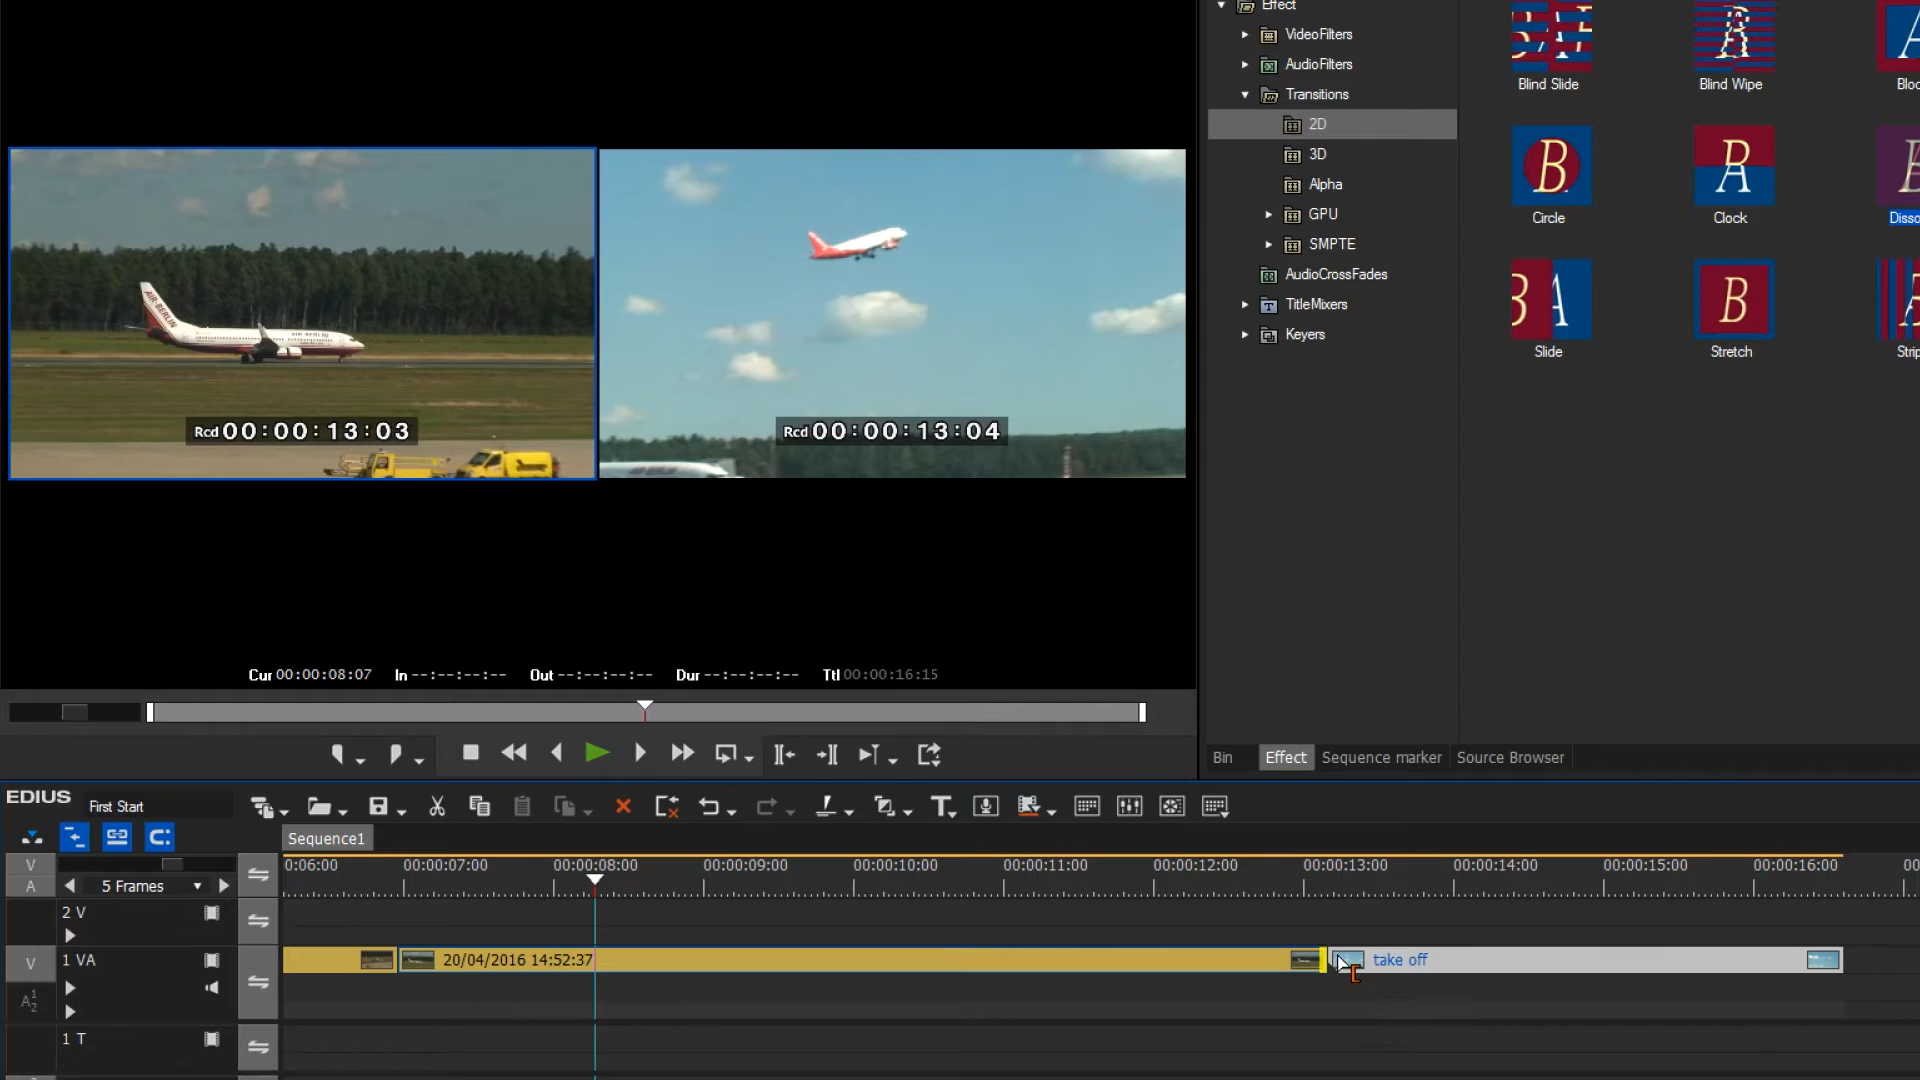 Effect
VideoFilters
AudioFilters
Transitions
2D
3D
Alpha
GPU
SMPTE
AudioCrossFades
TitleMixers
Keyers
Blind Slide
Blind Wipe
Circle
Clock
Slide
Stretch
AIR-BERLIN
AIR BERLIN
Rcd 00:00:13:03
Rcd 00:00:13:04
Cur 00:00:08:07 In --:--:--:-- Out --:--:--:-- Dur --:--:--:-- Ttl 00:00:16:15
Bin Effect Sequence marker Source Browser
EDIUS First Start
Sequence1
V
A
5 Frames
0:06:00 00:00:07:00 00:00:08:00 00:00:09:00 00:00:10:00 00:00:11:00 00:00:12:00 00:00:13:00 00:00:14:00 00:00:15:00 00:00:16:00
2 V
V
1 VA
20/04/2016 14:52:37
take off
A12
1 T